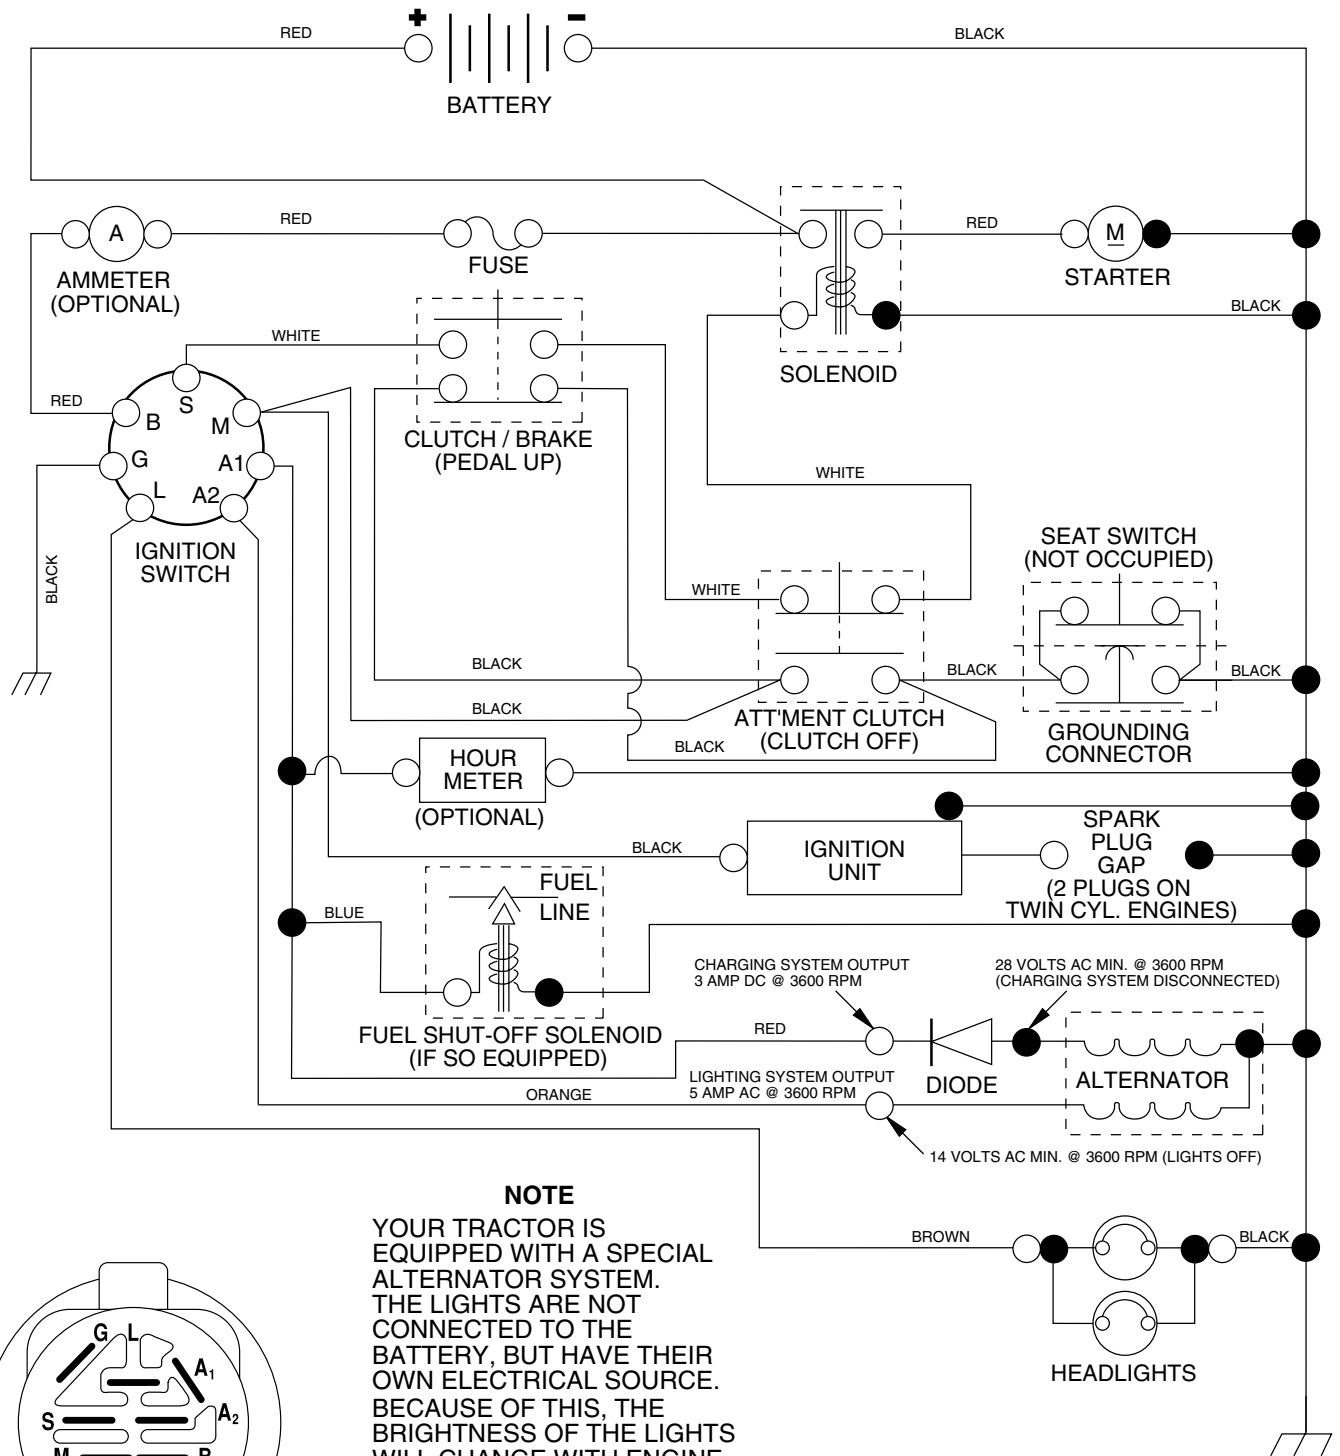 + −
RED
BLACK
BATTERY
RED
A
AMMETER
(OPTIONAL)
FUSE
RED
M
STARTER
BLACK
SOLENOID
WHITE
RED
S
B
M
G
A1
L
A2
IGNITION
SWITCH
BLACK
CLUTCH / BRAKE
(PEDAL UP)
WHITE
SEAT SWITCH
(NOT OCCUPIED)
WHITE
BLACK
BLACK
BLACK
BLACK
BLACK
ATT'MENT CLUTCH
(CLUTCH OFF)
GROUNDING
CONNECTOR
HOUR
METER
(OPTIONAL)
BLACK
IGNITION
UNIT
SPARK
PLUG
GAP
(2 PLUGS ON
TWIN CYL. ENGINES)
FUEL
LINE
BLUE
FUEL SHUT-OFF SOLENOID
(IF SO EQUIPPED)
CHARGING SYSTEM OUTPUT
3 AMP DC @ 3600 RPM
28 VOLTS AC MIN. @ 3600 RPM
(CHARGING SYSTEM DISCONNECTED)
RED
DIODE
ALTERNATOR
LIGHTING SYSTEM OUTPUT
5 AMP AC @ 3600 RPM
ORANGE
14 VOLTS AC MIN. @ 3600 RPM (LIGHTS OFF)
BROWN
BLACK
HEADLIGHTS
NOTE
YOUR TRACTOR IS
EQUIPPED WITH A SPECIAL
ALTERNATOR SYSTEM.
THE LIGHTS ARE NOT
CONNECTED TO THE
BATTERY, BUT HAVE THEIR
OWN ELECTRICAL SOURCE.
BECAUSE OF THIS, THE
BRIGHTNESS OF THE LIGHTS
WILL CHANGE WITH ENGINE
G L
A1
S
A2
M B